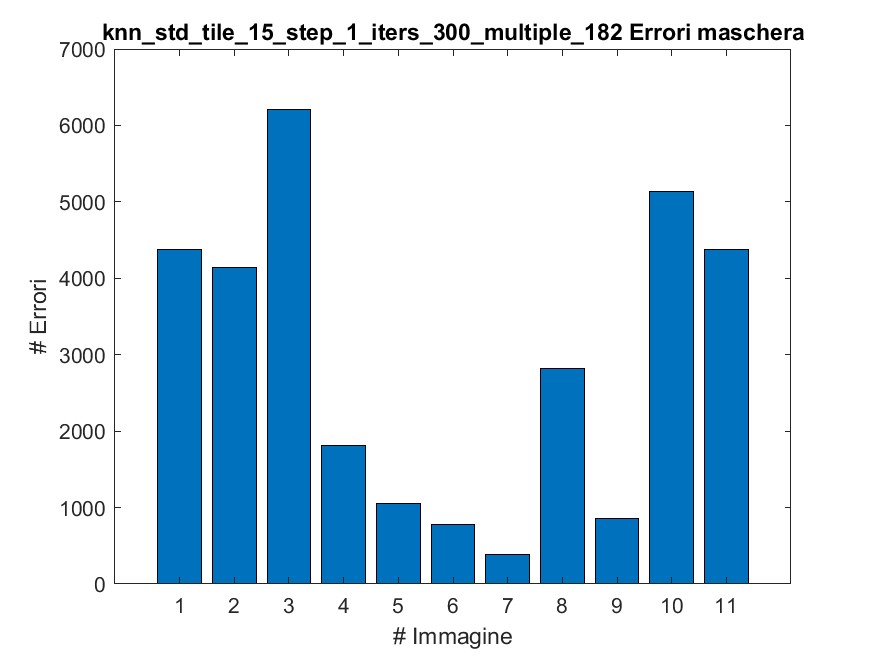 knn_std_tile_15_step_1_iters_300_multiple_182 Errori maschera
7000
6000
5000
4000
3000
2000
1000
0
# Errori
1 2 3 4 5 6 7 8 9 10 11
# Immagine